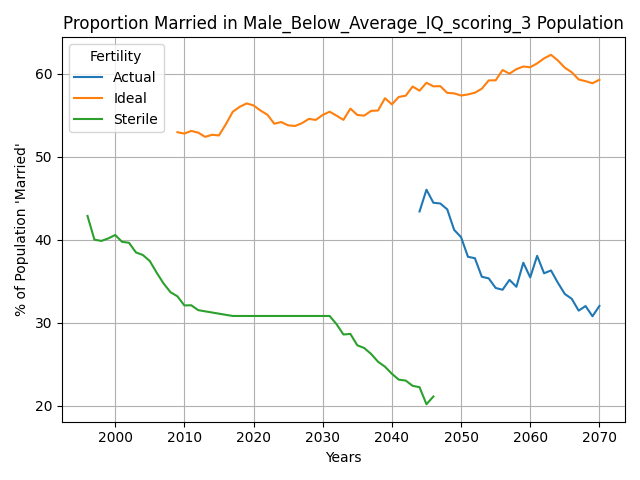 Proportion Married in Male_Below_Average_IQ_scoring_3 Population
% of Population 'Married'
Fertility
Actual
Ideal
Sterile
60
50
40
30
20
2000 2010 2020 2030 2040 2050 2060 2070
Years